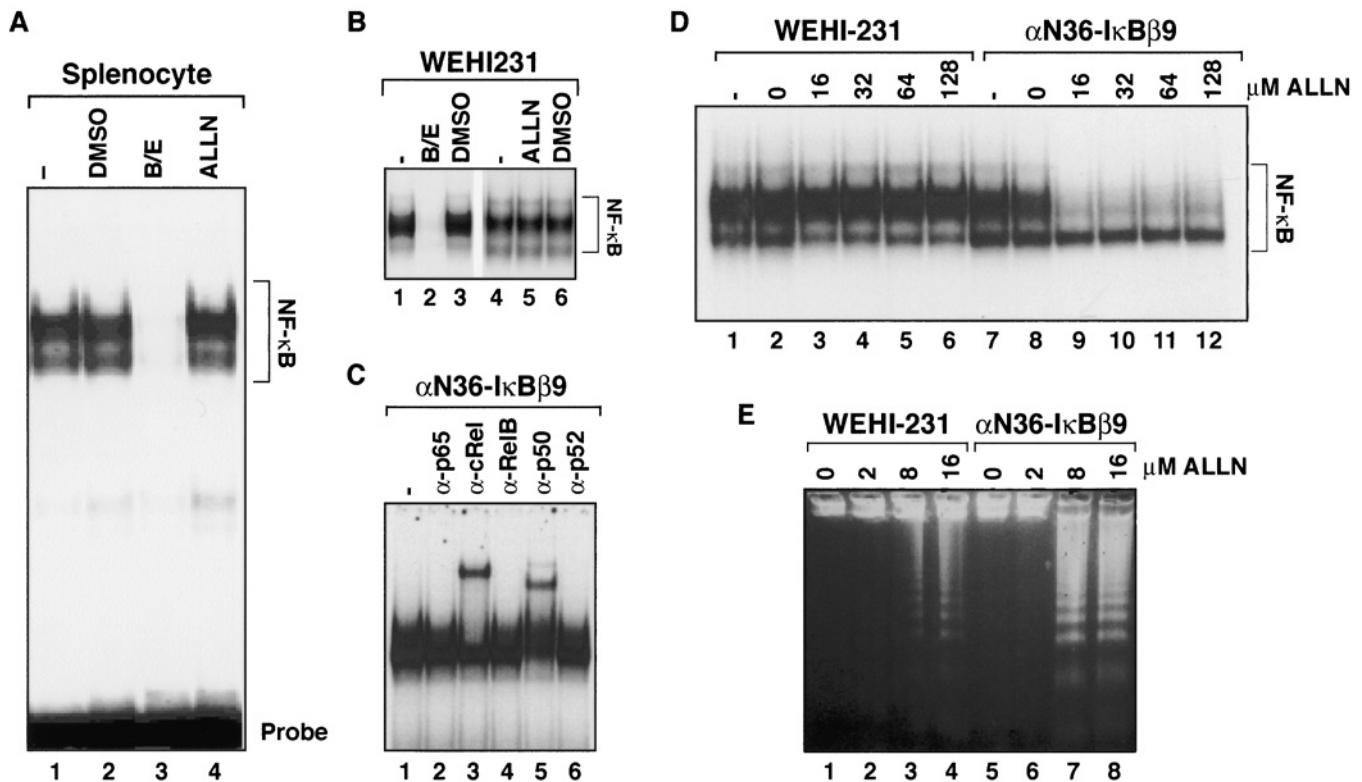 A
Splenocyte
- DMSO B/E ALLN
NF-κB
Probe
1 2 3 4
B
WEHI231
- B/E DMSO - ALLN DMSO
NF-κB
1 2 3 4 5 6
C
αN36-IκBβ9
- α-p65 α-cRel α-RelB α-p50 α-p52
1 2 3 4 5 6
D
WEHI-231 αN36-IκBβ9
- 0 16 32 64 128 - 0 16 32 64 128 μM ALLN
NF-κB
1 2 3 4 5 6 7 8 9 10 11 12
E
WEHI-231 αN36-IκBβ9
0 2 8 16 0 2 8 16 μM ALLN
1 2 3 4 5 6 7 8